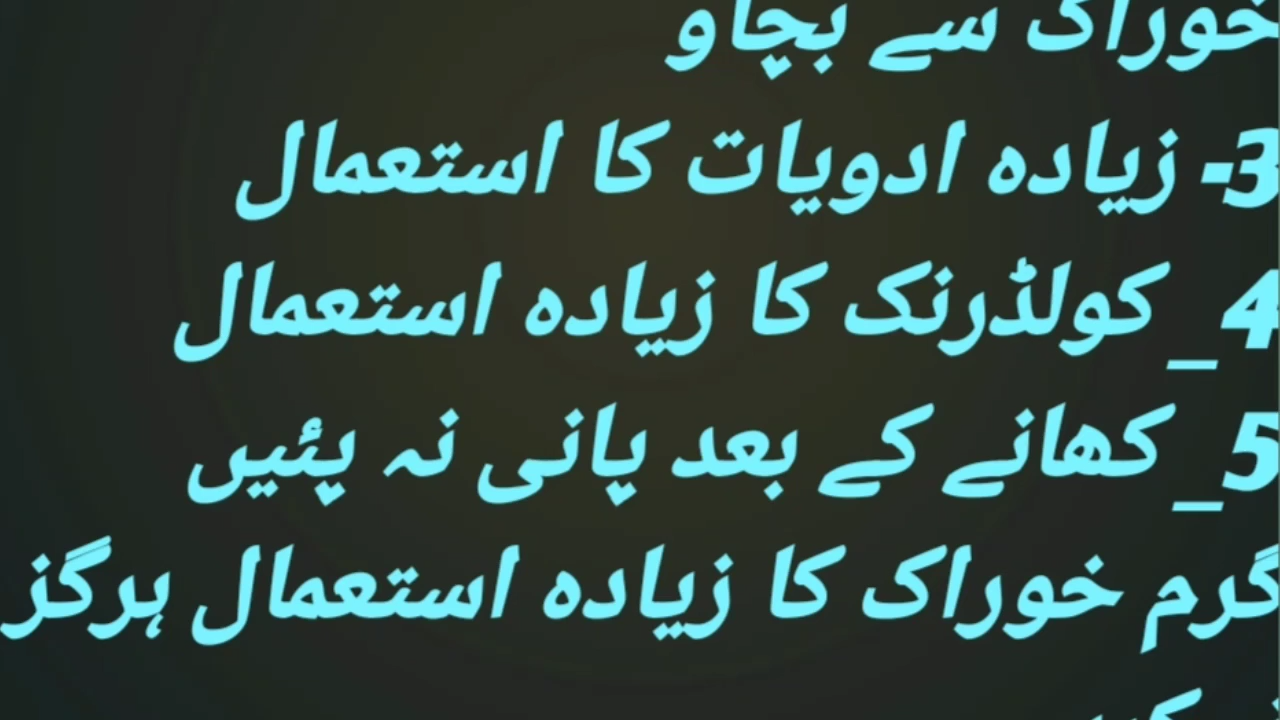 خوراک سے بچاو
3- زیادہ ادویات کا استعمال
4_ کولڈرنک کا زیادہ استعمال
5_ کھانے کے بعد پانی نہ پئیں
گرم خوراک کا زیادہ استعمال ہرگز